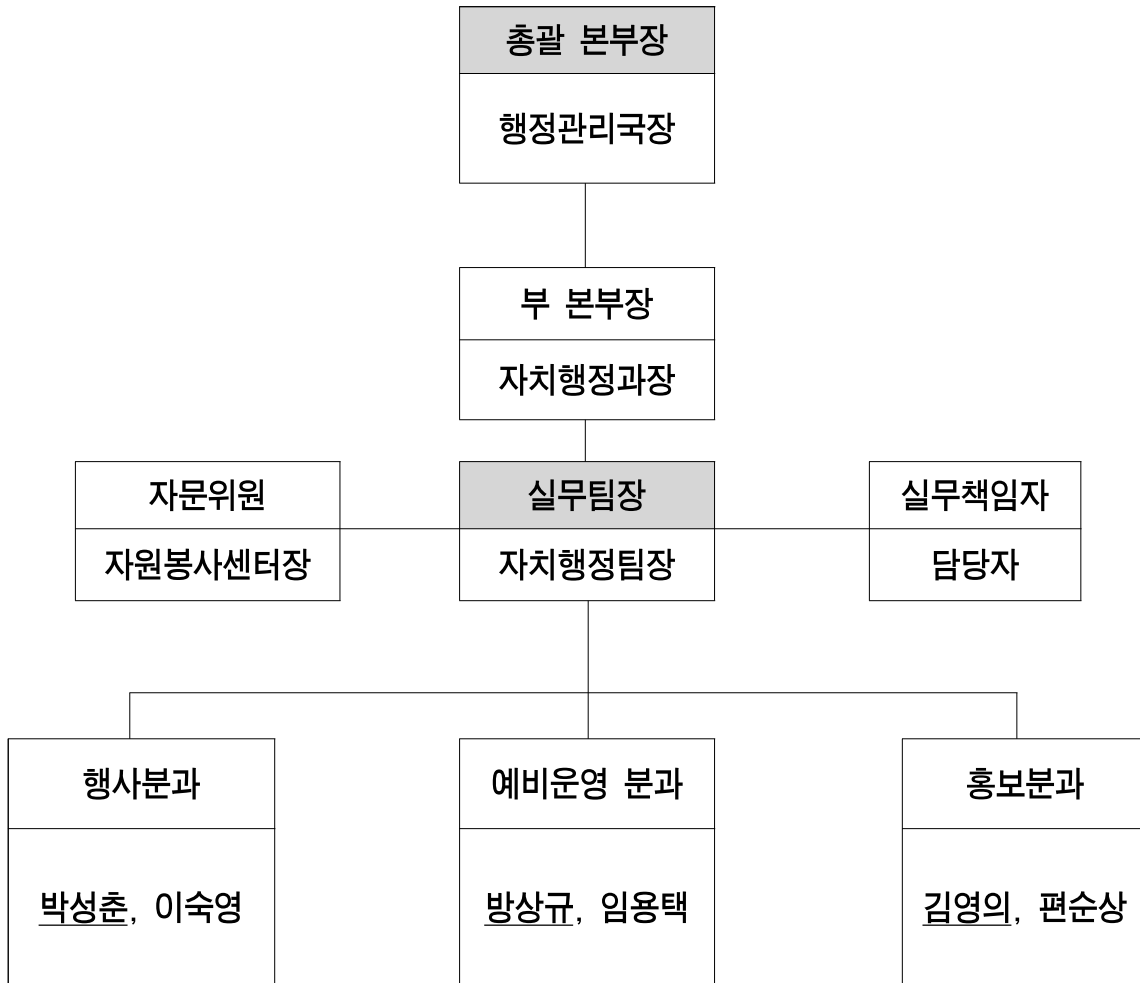 총괄 본부장
행정관리국장
부 본부장
자치행정과장
자문위원
자원봉사센터장
실무팀장
자치행정팀장
실무책임자
담당자
행사분과
박성춘, 이숙영
예비운영 분과
방상규, 임용택
홍보분과
김영의, 편순상